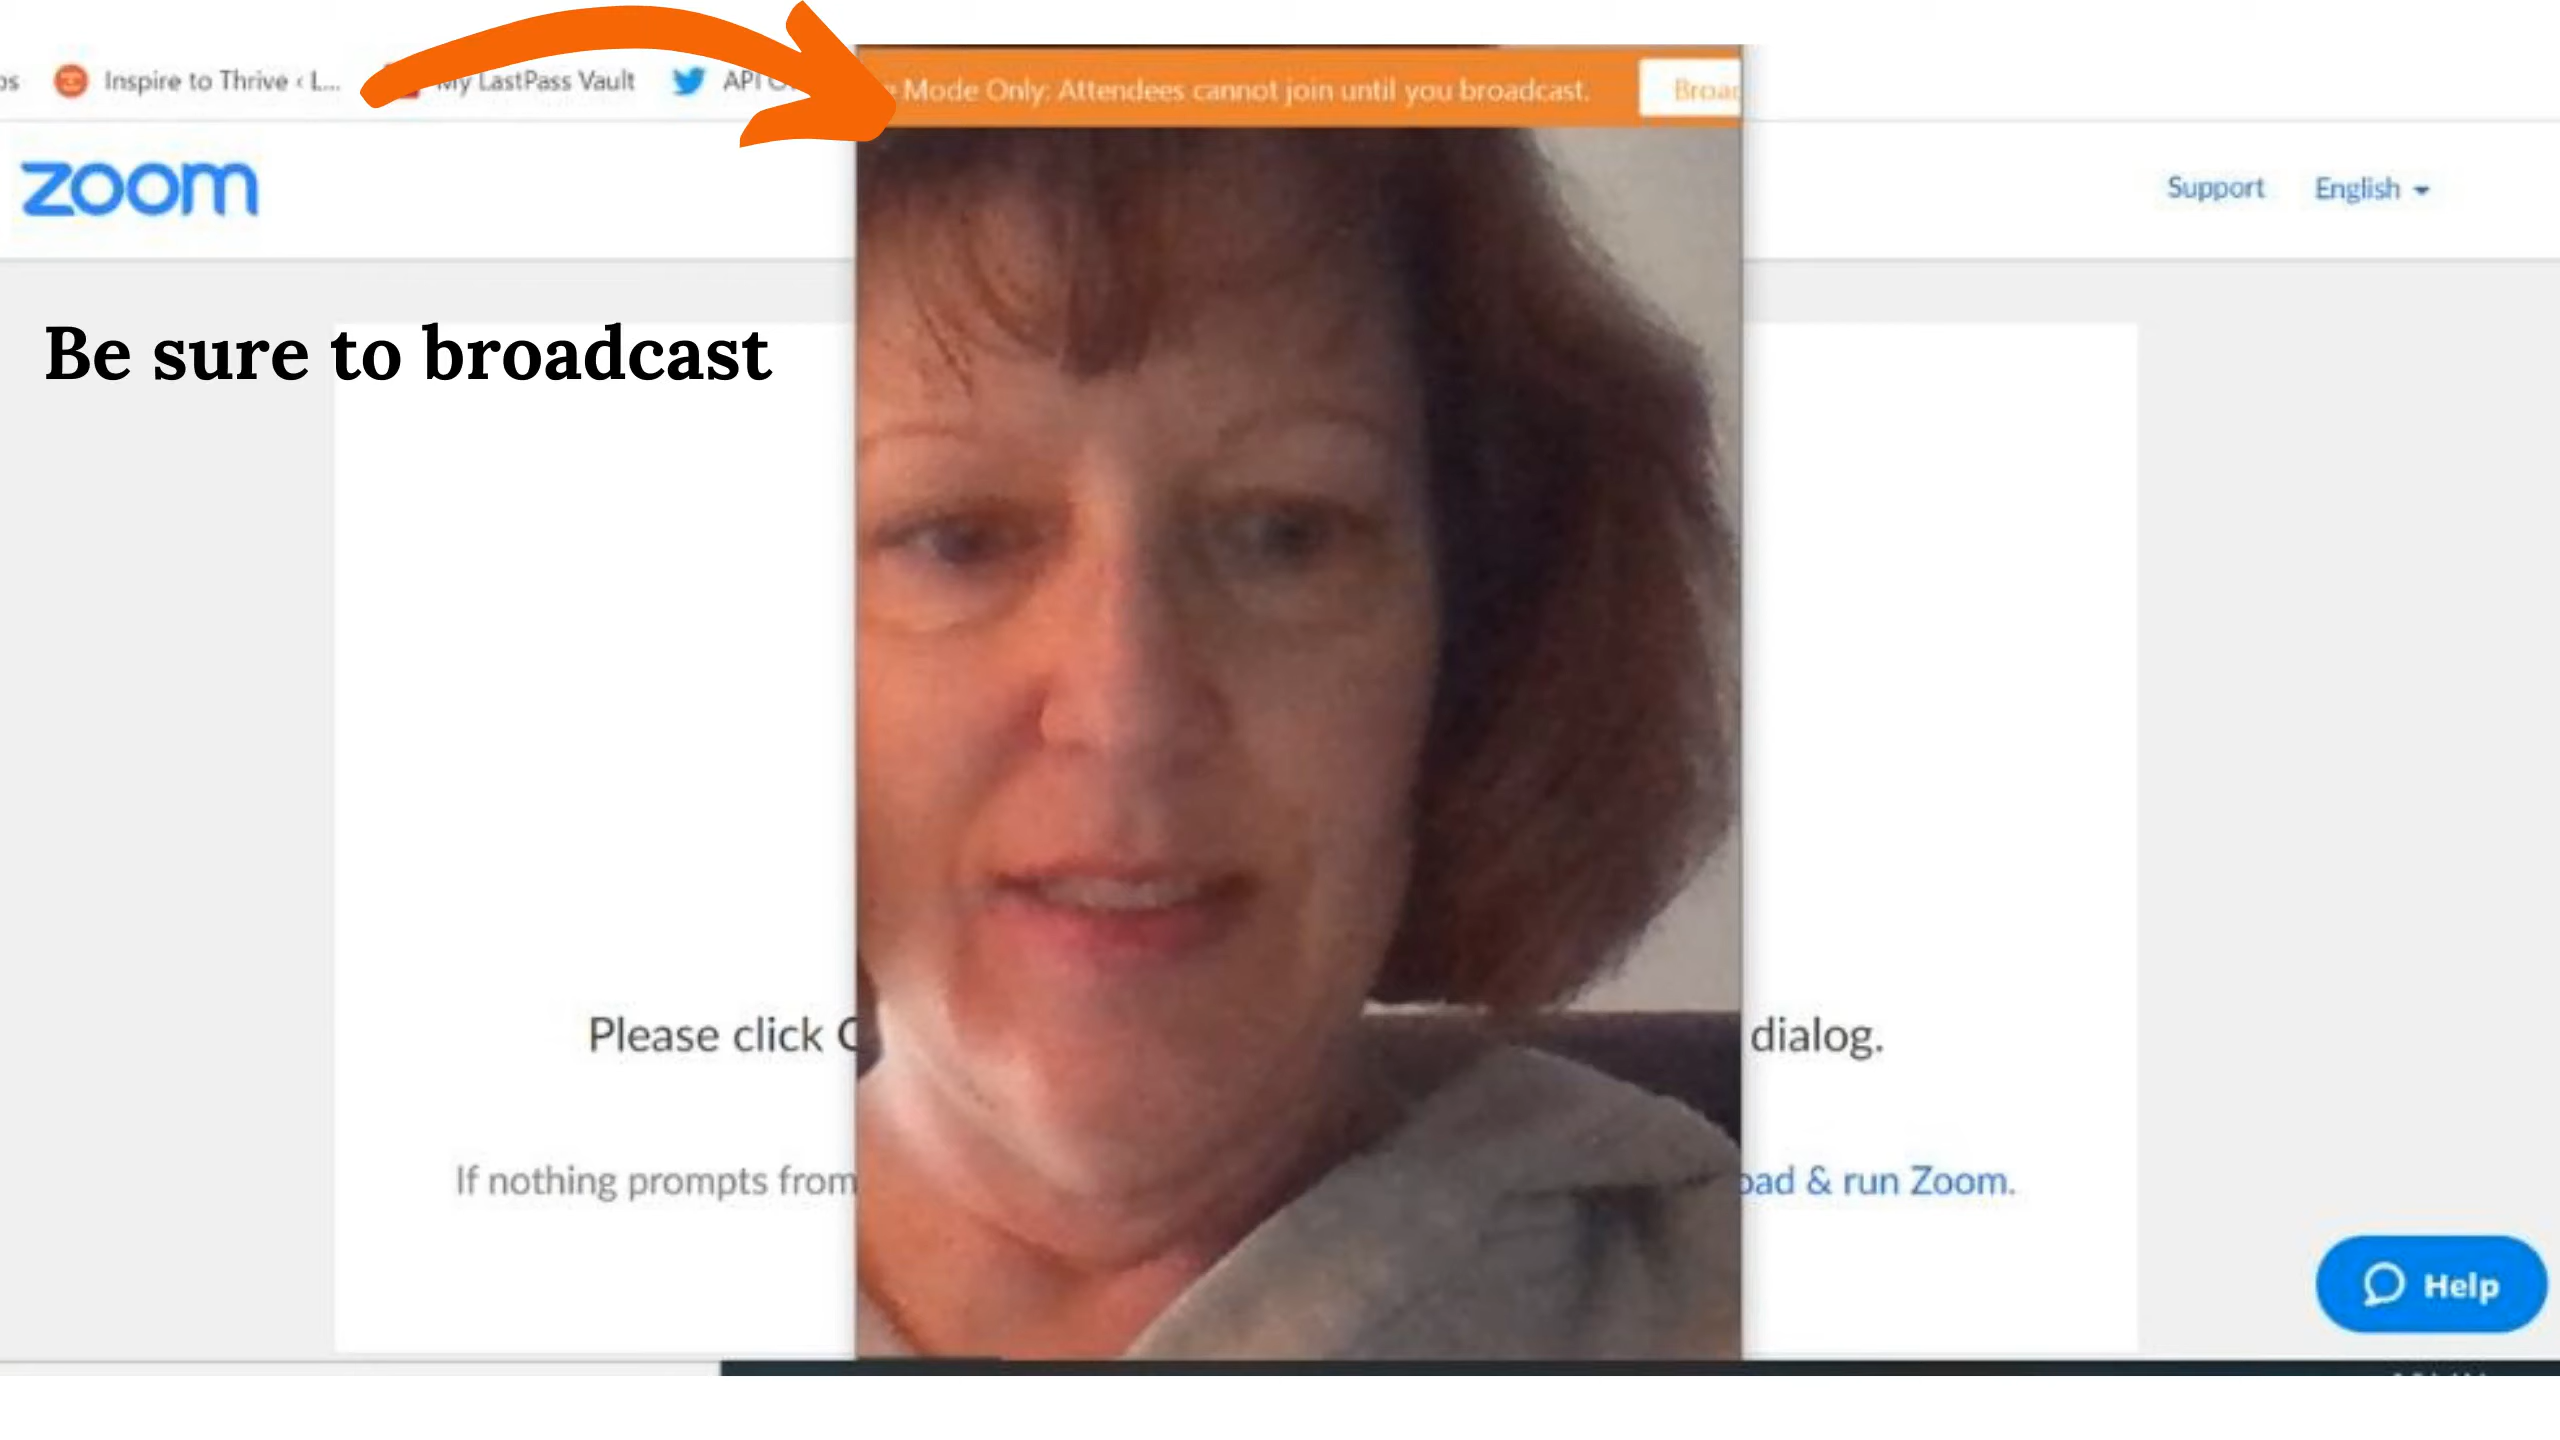 Inspire to Thrive ‹ L...
My LastPass Vault
API
Mode Only: Attendees cannot join until you broadcast.
zoom
Support
English
Be sure to broadcast
Please click
dialog.
If nothing prompts from
& run Zoom.
Help